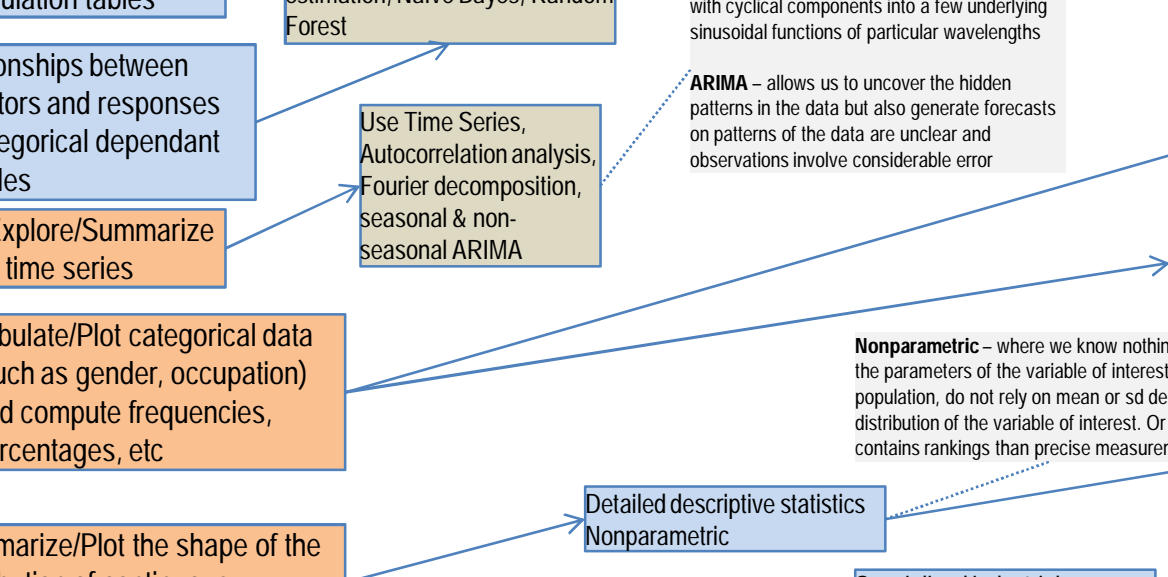 ulation tables
Forest
with cyclical components into a few underlying
sinusoidal functions of particular wavelengths
onships between
tors and responses
egorical dependant
les
ARIMA – allows us to uncover the hidden
patterns in the data but also generate forecasts
on patterns of the data are unclear and
observations involve considerable error
Use Time Series,
Autocorrelation analysis,
Fourier decomposition,
seasonal & non-
seasonal ARIMA
Explore/Summarize
time series
bulate/Plot categorical data
uch as gender, occupation)
d compute frequencies,
rcentages, etc
Nonparametric – where we know nothin
the parameters of the variable of interest
population, do not rely on mean or sd de
distribution of the variable of interest. Or
contains rankings than precise measurer
Detailed descriptive statistics
Nonparametric
marize/Plot the shape of the